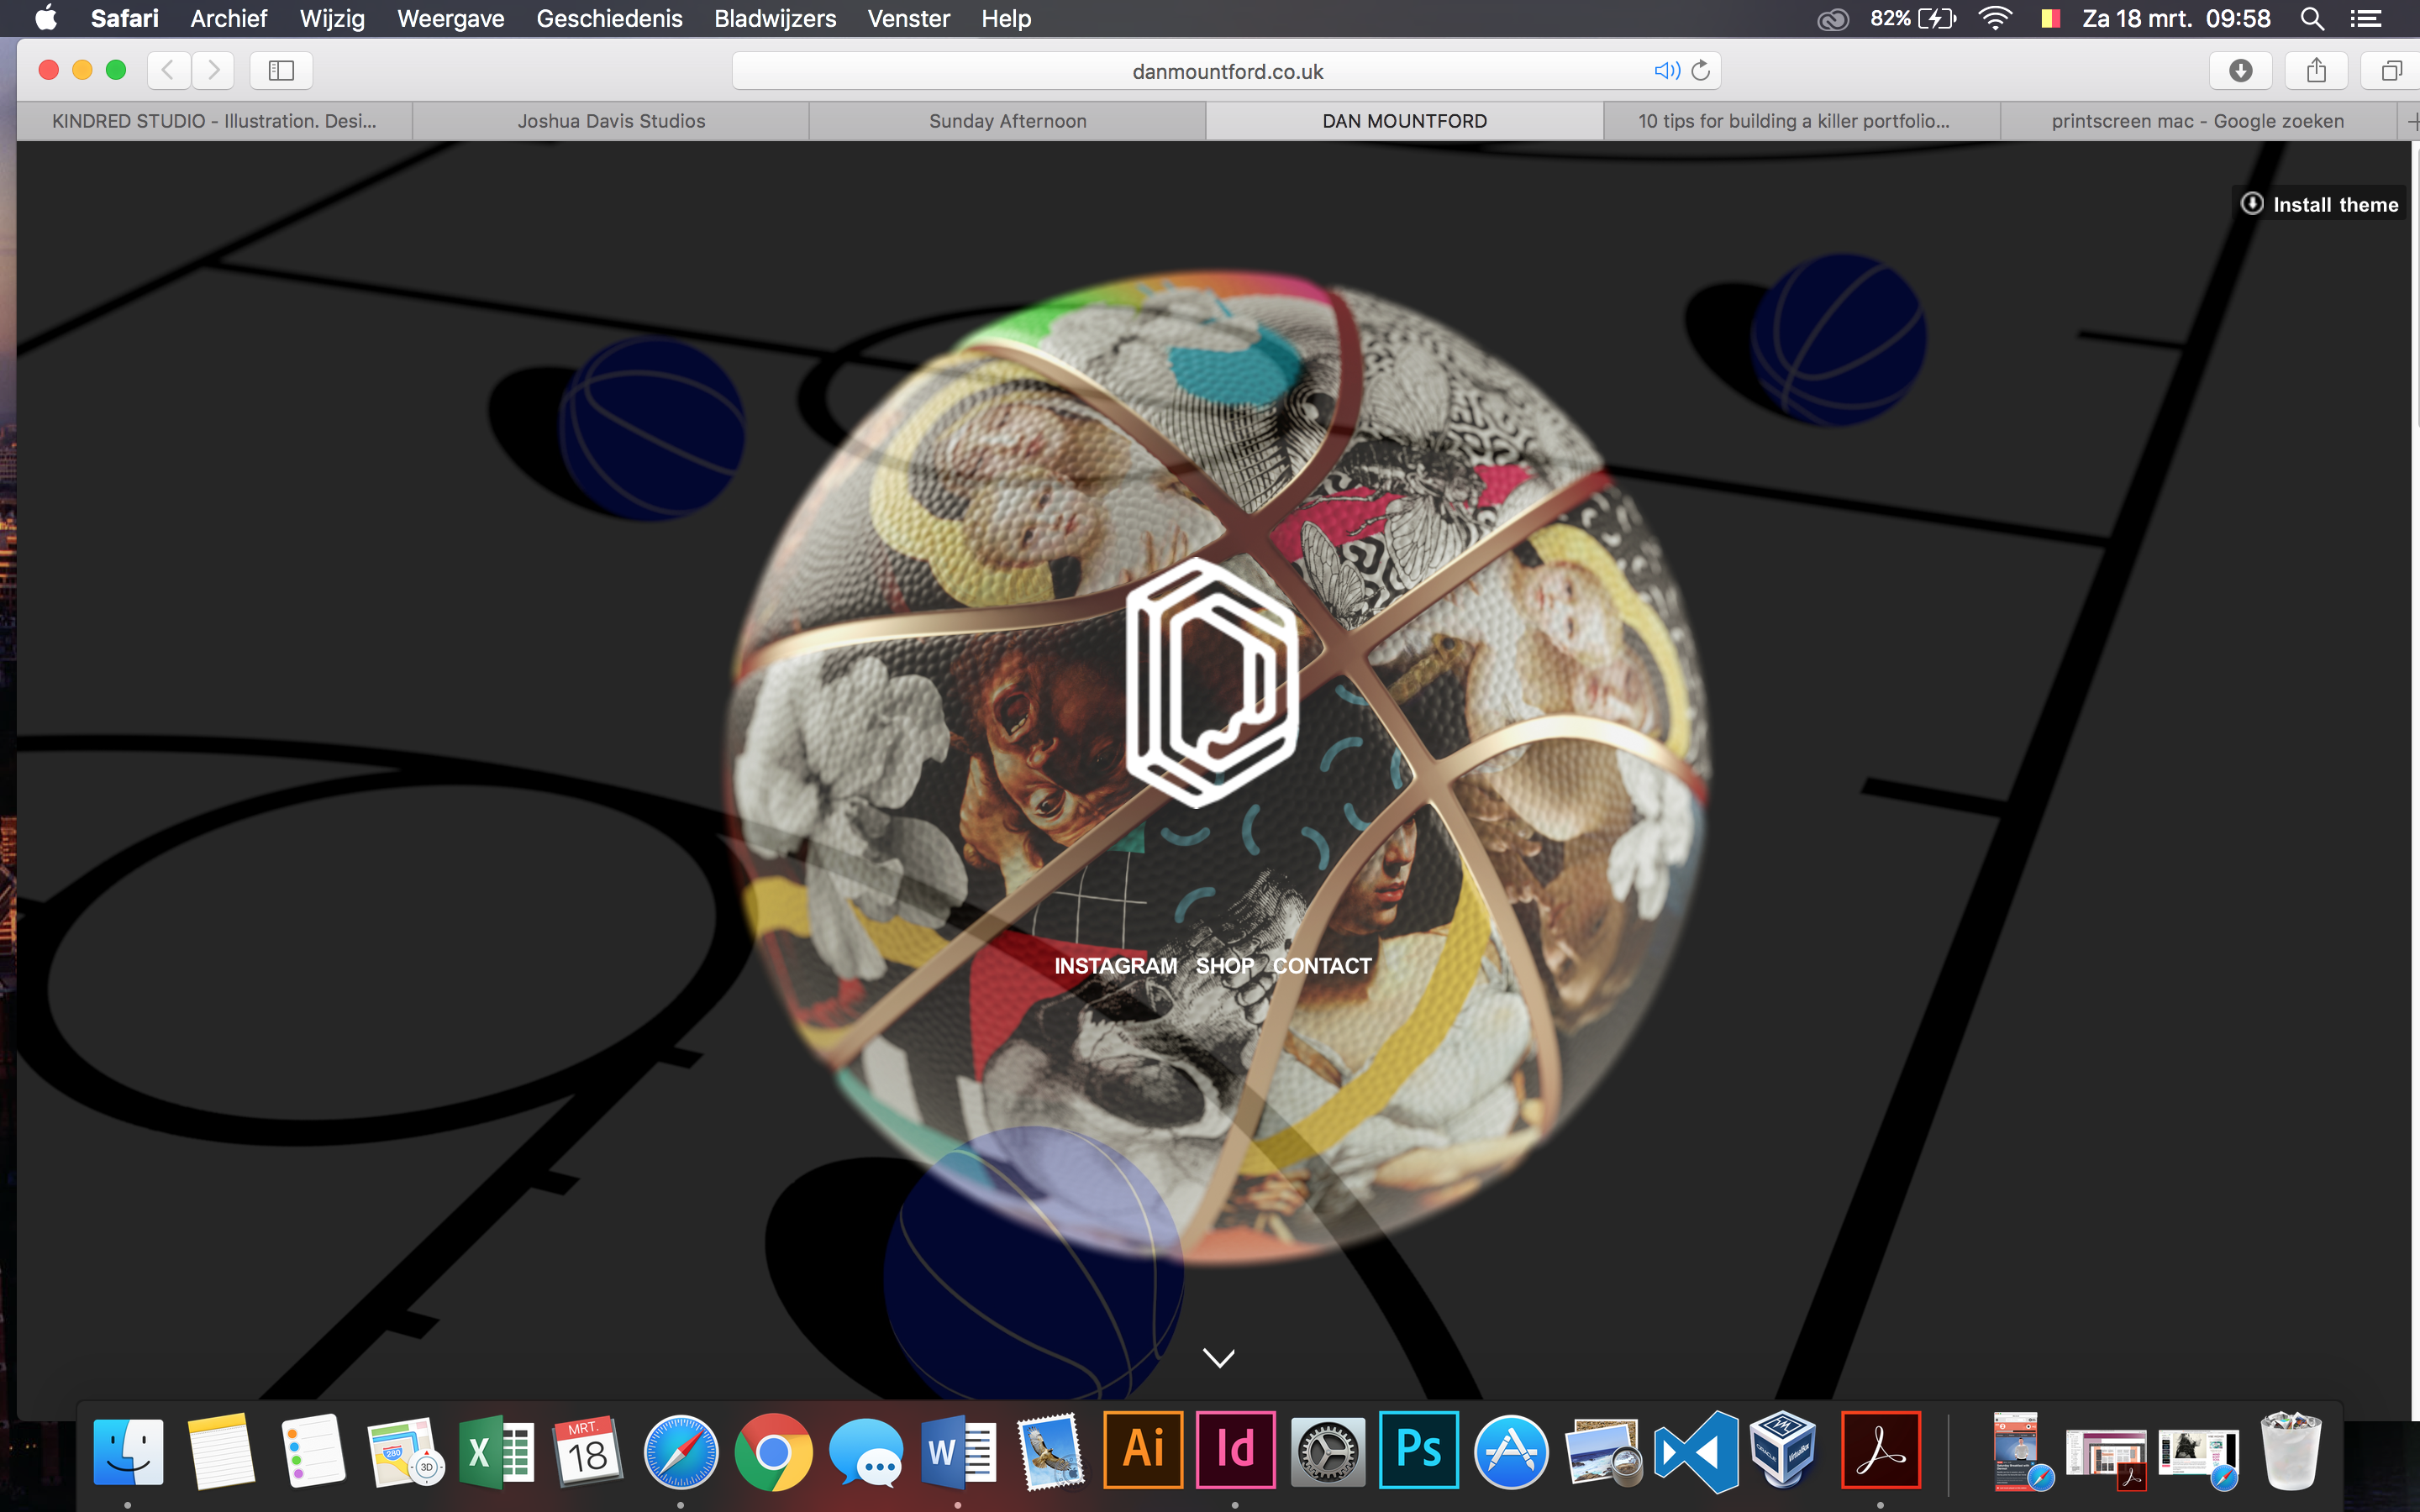 Safari Archief Wijzig Weergave Geschiedenis Bladwijzers Venster Help 82% Za 18 mrt. 09:58
danmountford.co.uk
KINDRED STUDIO - Illustration. Desi... Joshua Davis Studios Sunday Afternoon DAN MOUNTFORD 10 tips for building a killer portfolio... printscreen mac - Google zoeken
Install theme
INSTAGRAM SHOP CONTACT
280 3D X MRT. 18 W Ai Id Ps